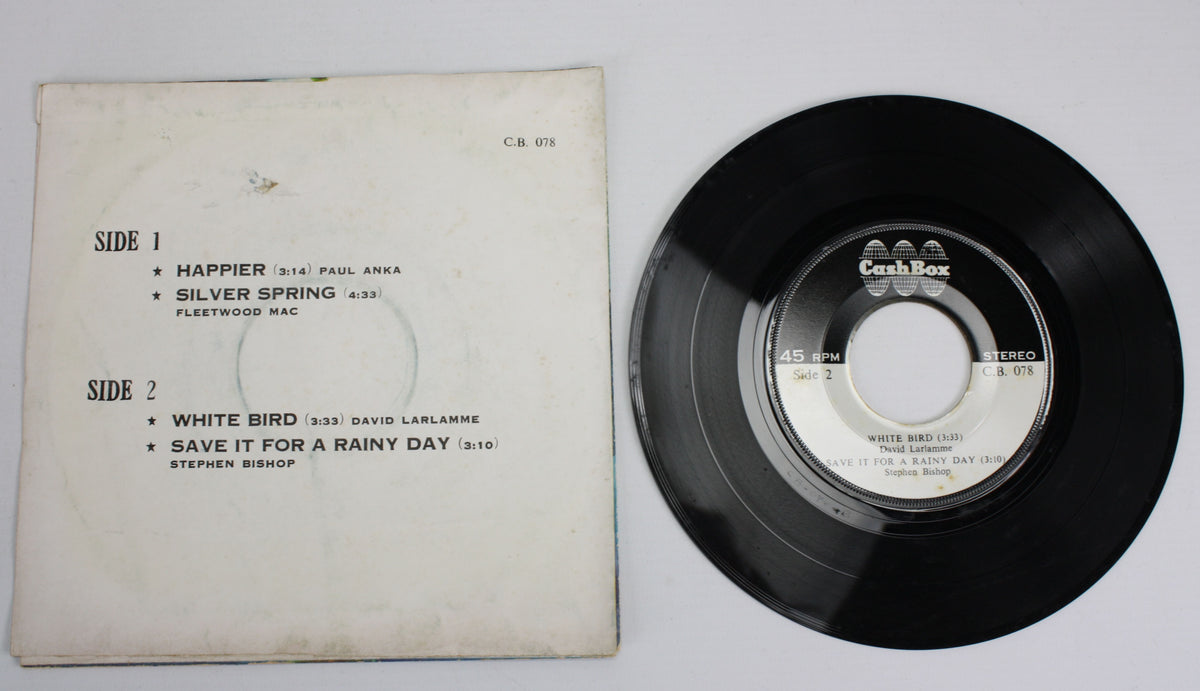 C.B. 078
SIDE 1
★ HAPPIER (3:14) PAUL ANKA
★ SILVER SPRING (4:33)
FLEETWOOD MAC
SIDE 2
★ WHITE BIRD (3:33) DAVID LARLAMME
★ SAVE IT FOR A RAINY DAY (3:10)
STEPHEN BISHOP
CashBox
45 RPM STEREO
Side 2 C.B. 078
WHITE BIRD (3:33)
David Larlamme
SAVE IT FOR A RAINY DAY (3:10)
Stephen Bishop